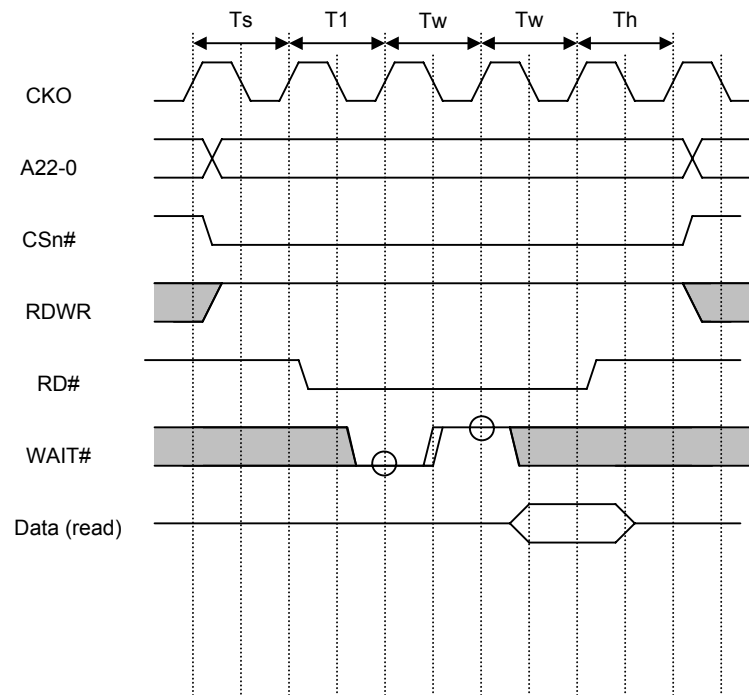 Ts T1 Tw Tw Th
CKO
A22-0
CSn#
RDWR
RD#
WAIT#
Data (read)